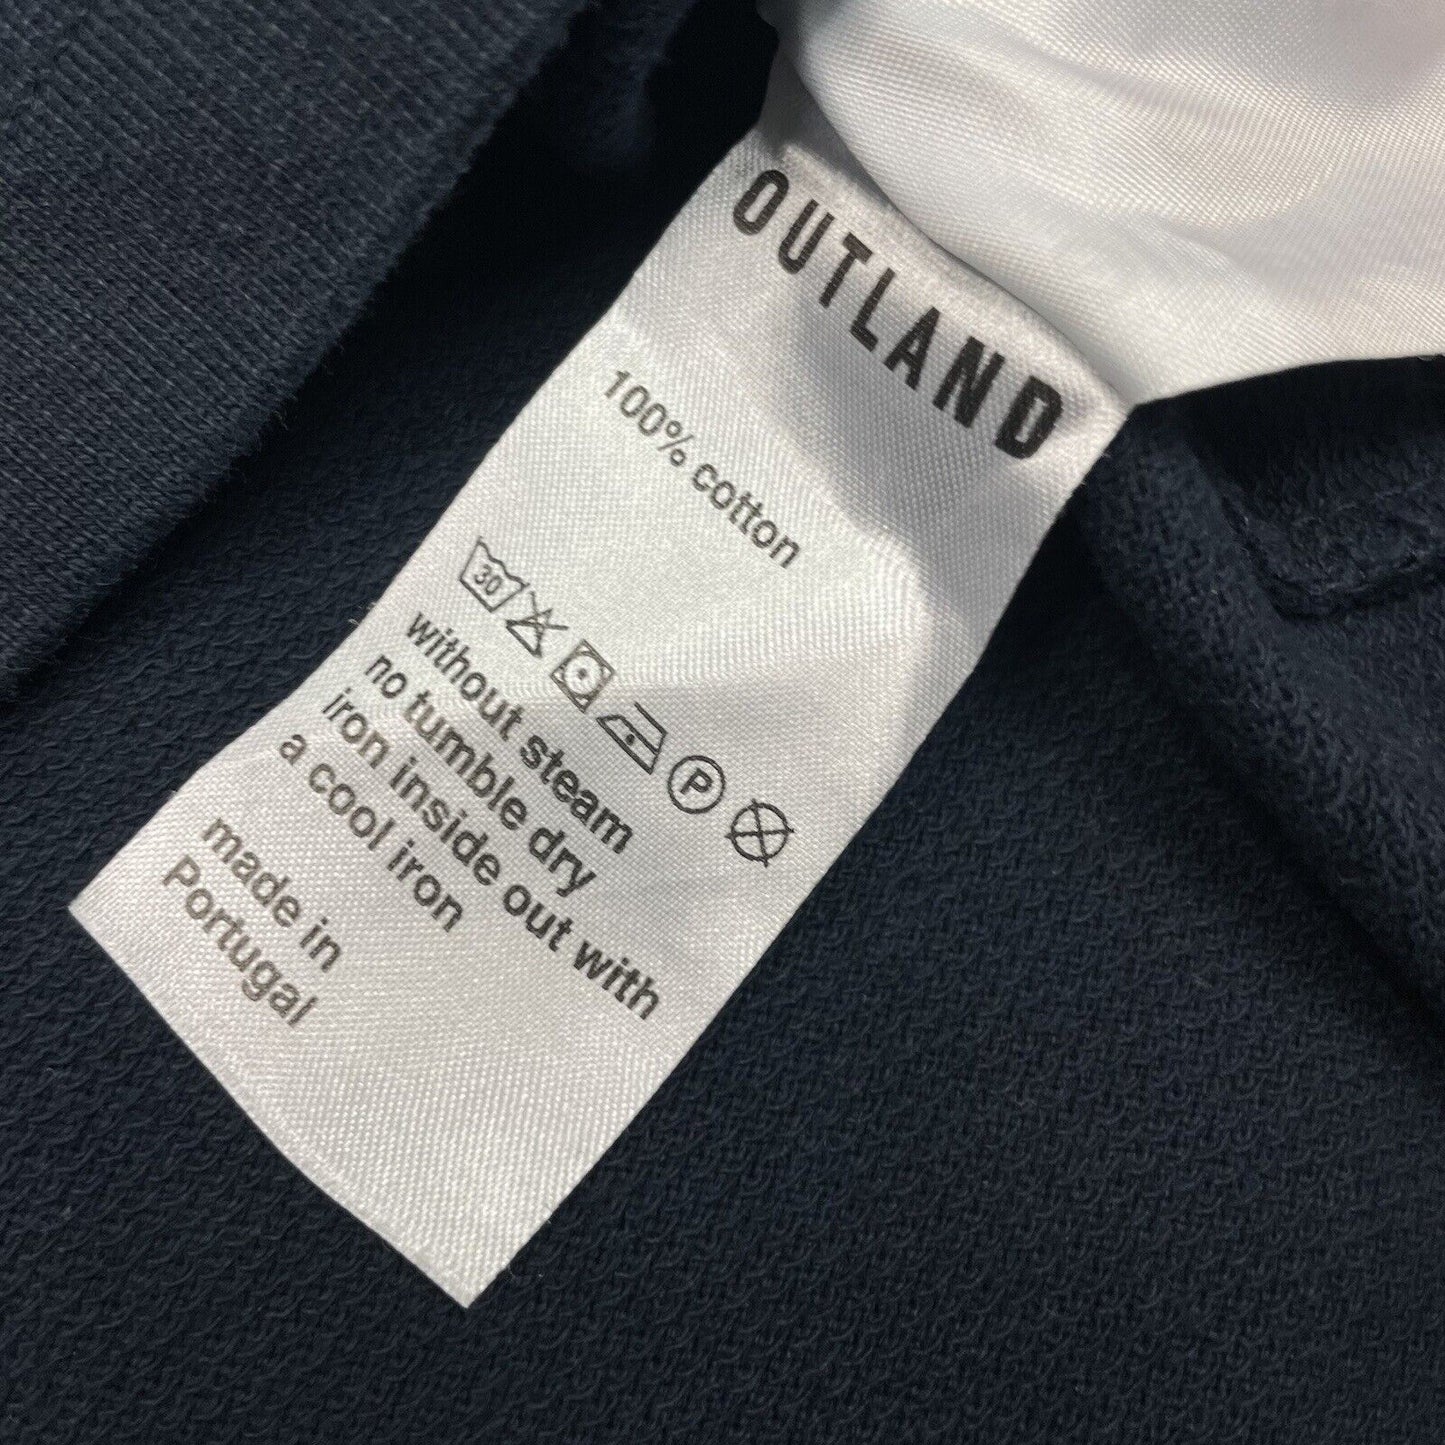 OUTLAND
100% cotton
30 P
without steam
no tumble dry
iron inside out with
a cool iron
made in
Portugal